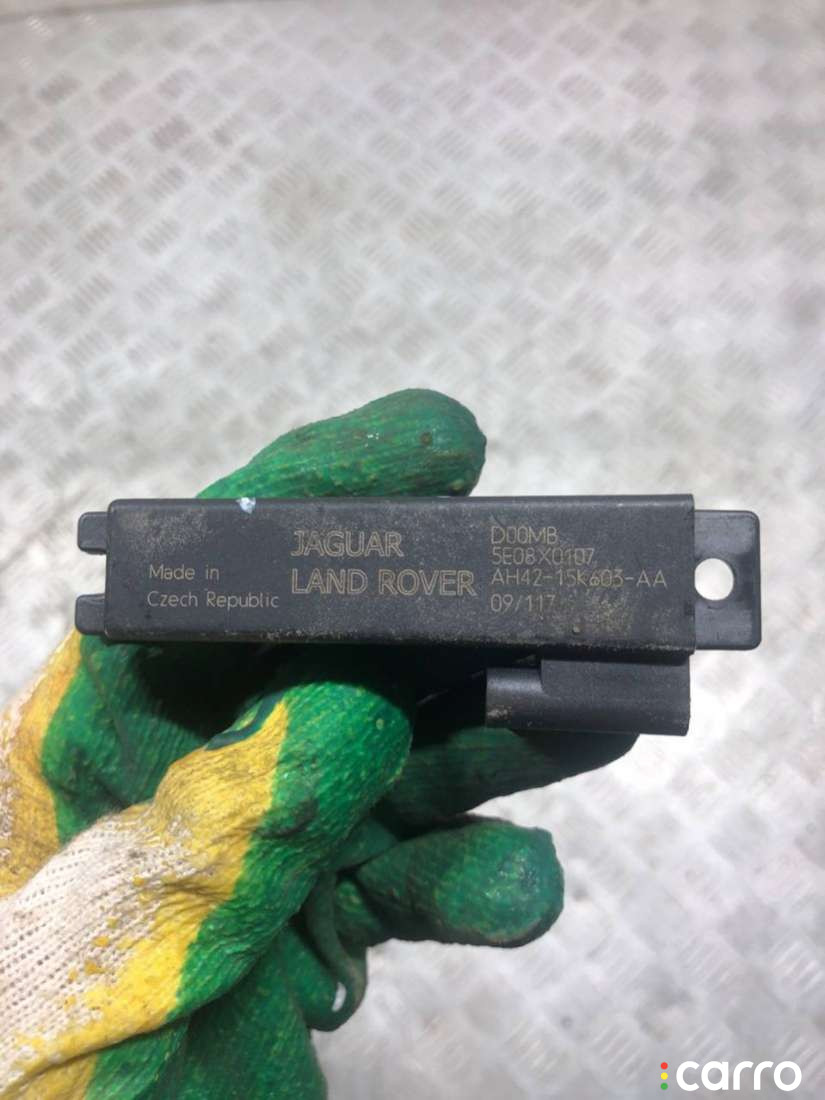 Made in
Czech Republic
JAGUAR
LAND ROVER
D00MB
5E08X0107
AH42-15K603-AA
09/117
carro